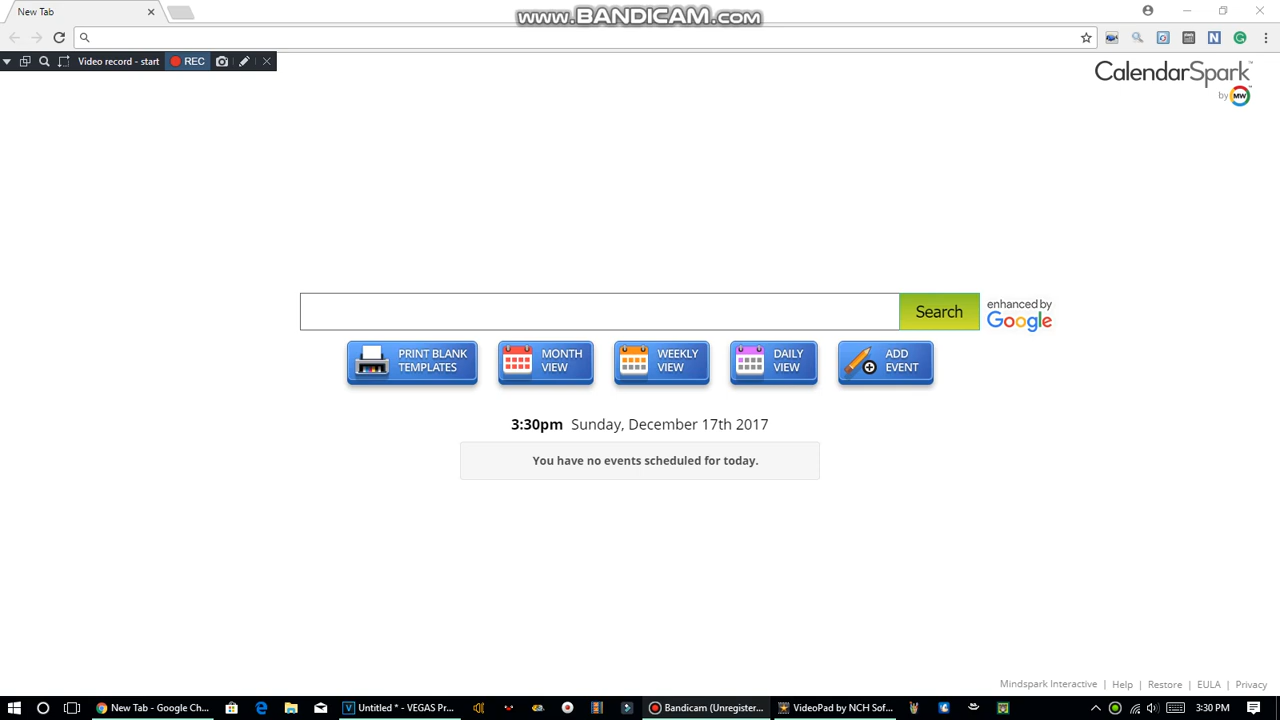 New Tab
www.BANDICAM.com
Video record - start
REC
CalendarSpark™
by MW
Search
enhanced by
Google
PRINT BLANK
TEMPLATES
MONTH
VIEW
WEEKLY
VIEW
DAILY
VIEW
ADD
EVENT
3:30pm Sunday, December 17th 2017
You have no events scheduled for today.
Mindspark Interactive | Help | Restore | EULA | Privacy
New Tab - Google Ch...
Untitled * - VEGAS Pr...
Bandicam (Unregister...
VideoPad by NCH Sof...
3:30 PM